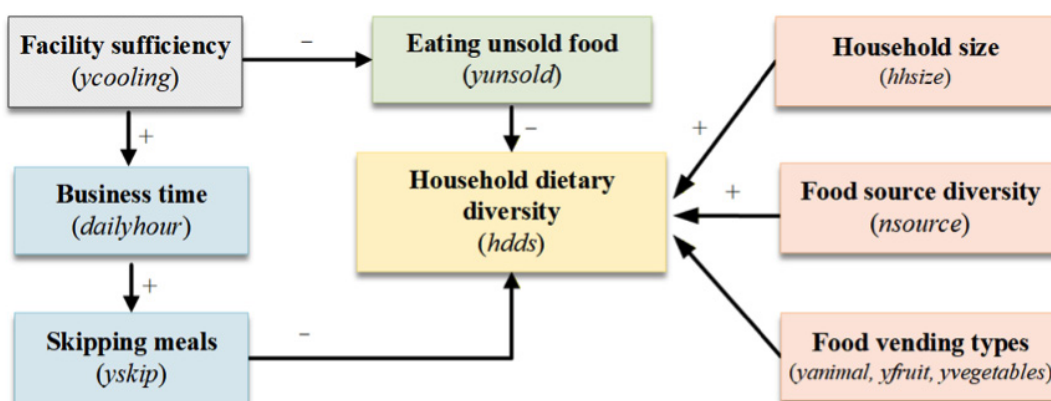 Facility sufficiency
(ycooling)
–
Eating unsold food
(yunsold)
Household size
(hhsize)
+
–
+
Business time
(dailyhour)
Household dietary
diversity
(hdds)
+
Food source diversity
(nsource)
+
Skipping meals
(yskip)
–
Food vending types
(yanimal, yfruit, yvegetables)